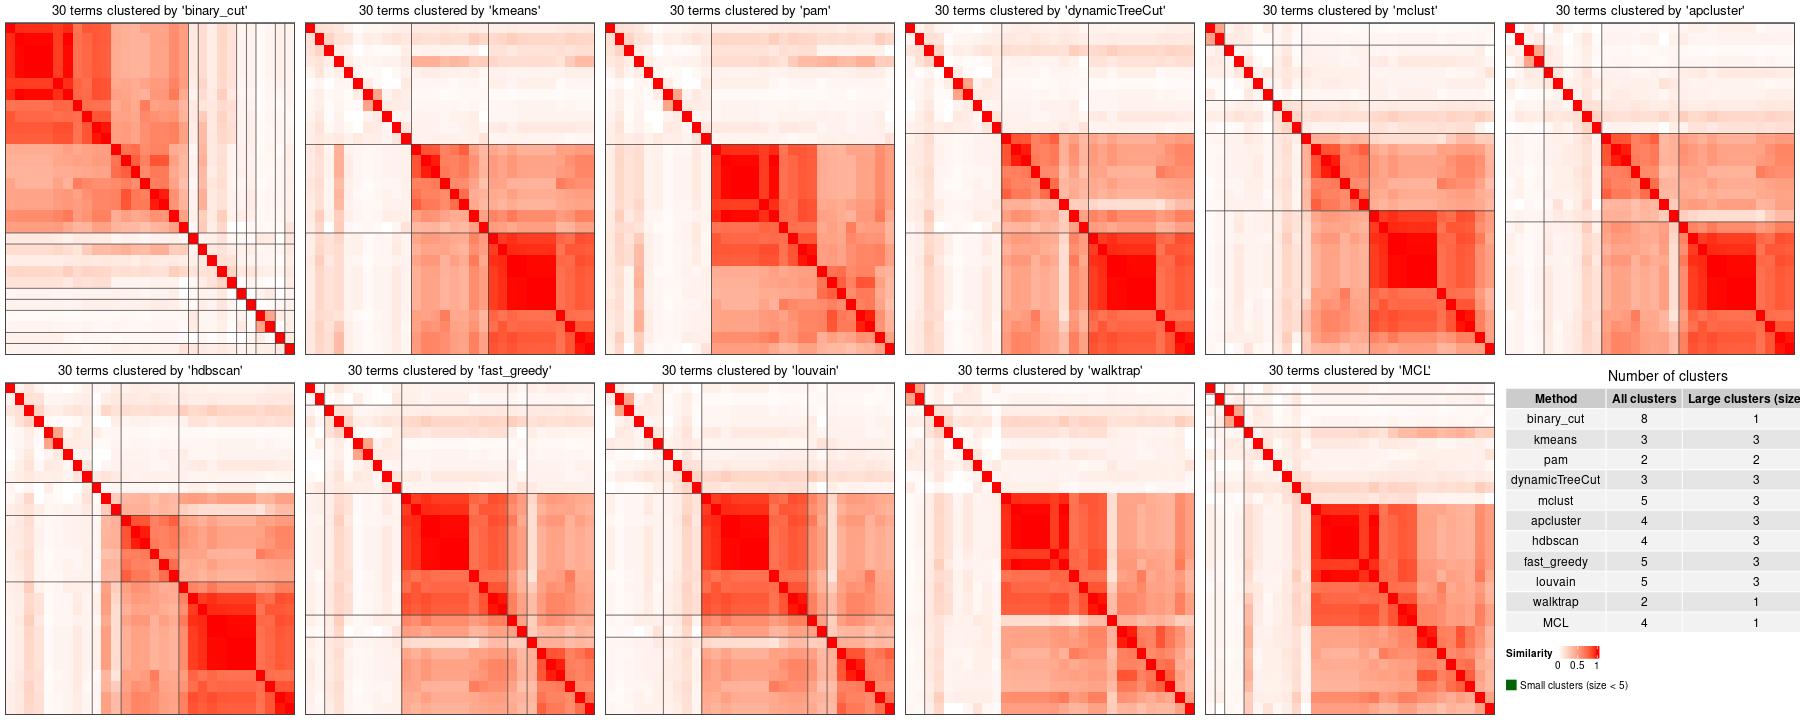 30 terms clustered by 'binary_cut'
30 terms clustered by 'kmeans'
30 terms clustered by 'pam'
30 terms clustered by 'dynamicTreeCut'
30 terms clustered by 'mclust'
30 terms clustered by 'apcluster'
30 terms clustered by 'hdbscan'
30 terms clustered by 'fast_greedy'
30 terms clustered by 'louvain'
30 terms clustered by 'walktrap'
30 terms clustered by 'MCL'
Number of clusters
Method All clusters Large clusters (size
binary_cut 8 1
kmeans 3 3
pam 2 2
dynamicTreeCut 3 3
mclust 5 3
apcluster 4 3
hdbscan 4 3
fast_greedy 5 3
louvain 5 3
walktrap 2 1
MCL 4 1
Similarity
0 0.5 1
Small clusters (size < 5)